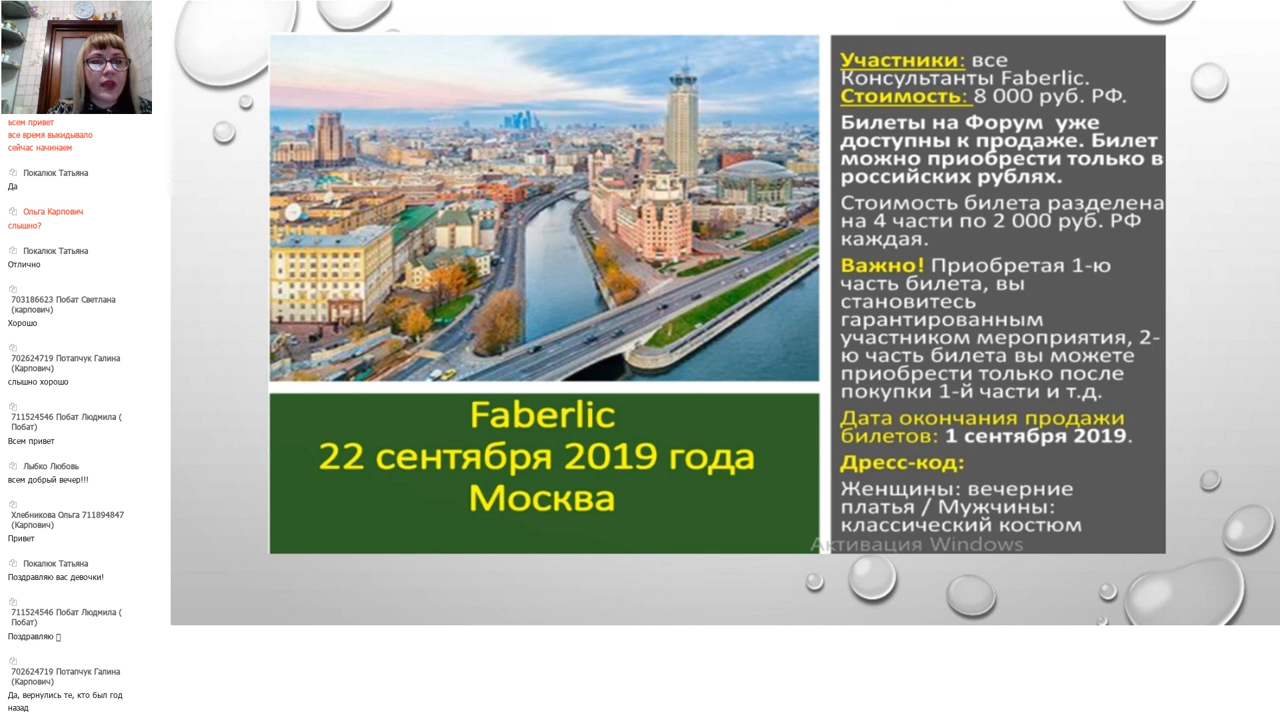 ьсем привет
все время выкидывало
сейчас начинаем
Покалюк Татьяна
Да
Ольга Карпович
слышно?
Покалюк Татьяна
Отлично
703186623 Побат Светлана
(карпович)
Хорошо
702624719 Потапчук Галина
(Карпович)
слышно хорошо
711524546 Побат Людмила (
Побат)
Всем привет
Лыбко Любовь
всем добрый вечер!!!
Хлебникова Ольга 711894847
(Карпович)
Привет
Покалюк Татьяна
Поздравляю вас девочки!
711524546 Побат Людмила (
Побат)
Поздравляю
702624719 Потапчук Галина
(Карпович)
Да, вернулись те, кто был год
назад
Faberlic
22 сентября 2019 года
Москва
Участники: все
Консультанты Faberlic.
Стоимость: 8 000 руб. РФ.
Билеты на Форум уже
доступны к продаже. Билет
можно приобрести только в
российских рублях.
Стоимость билета разделена
на 4 части по 2 000 руб. РФ
каждая.
Важно! Приобретая 1-ю
часть билета, вы
становитесь
гарантированным
участником мероприятия, 2-
ю часть билета вы можете
приобрести только после
покупки 1-й части и т.д.
Дата окончания продажи
билетов: 1 сентября 2019.
Дресс-код:
Женщины: вечерние
платья / Мужчины:
классический костюм
Активация Windows